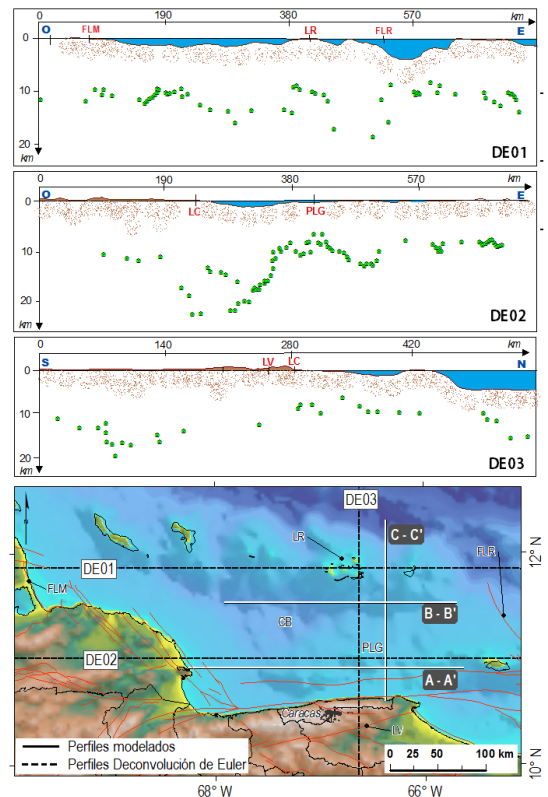 0 190 380 570 km
O FLM LR FLR E
0
10
20
km
DE01
0 190 380 570 km
O LC PLG E
0
10
20
km
DE02
0 140 280 420 km
S LV LC N
0
10
20
km
DE03
DE03
LR
C - C'
FLR
12° N
DE01
FLM
B - B'
CB
PLG
DE02
A - A'
Caracas
LV
Perfiles modelados
Perfiles Deconvolución de Euler
0 25 50 100 km
10° N
68° W 66° W